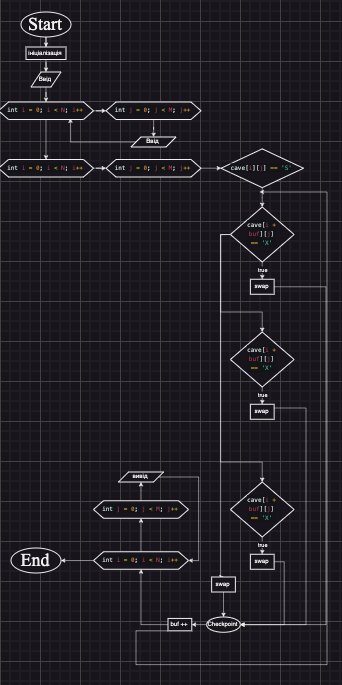 Start
ініціалізація
Ввід
int i = 0; i < N; i++
int j = 0; j < M; j++
Ввід
int i = 0; i < N; i++
int j = 0; j < M; j++
cave[i][j] == 'S'
cave[i +
buf][j]
== 'X'
true
swap
cave[i +
buf][j]
== 'X'
true
swap
вивід
int j = 0; j < M; j++
cave[i +
buf][j]
== 'X'
true
End
int i = 0; i < N; i++
swap
swap
buf ++
Checkpoint